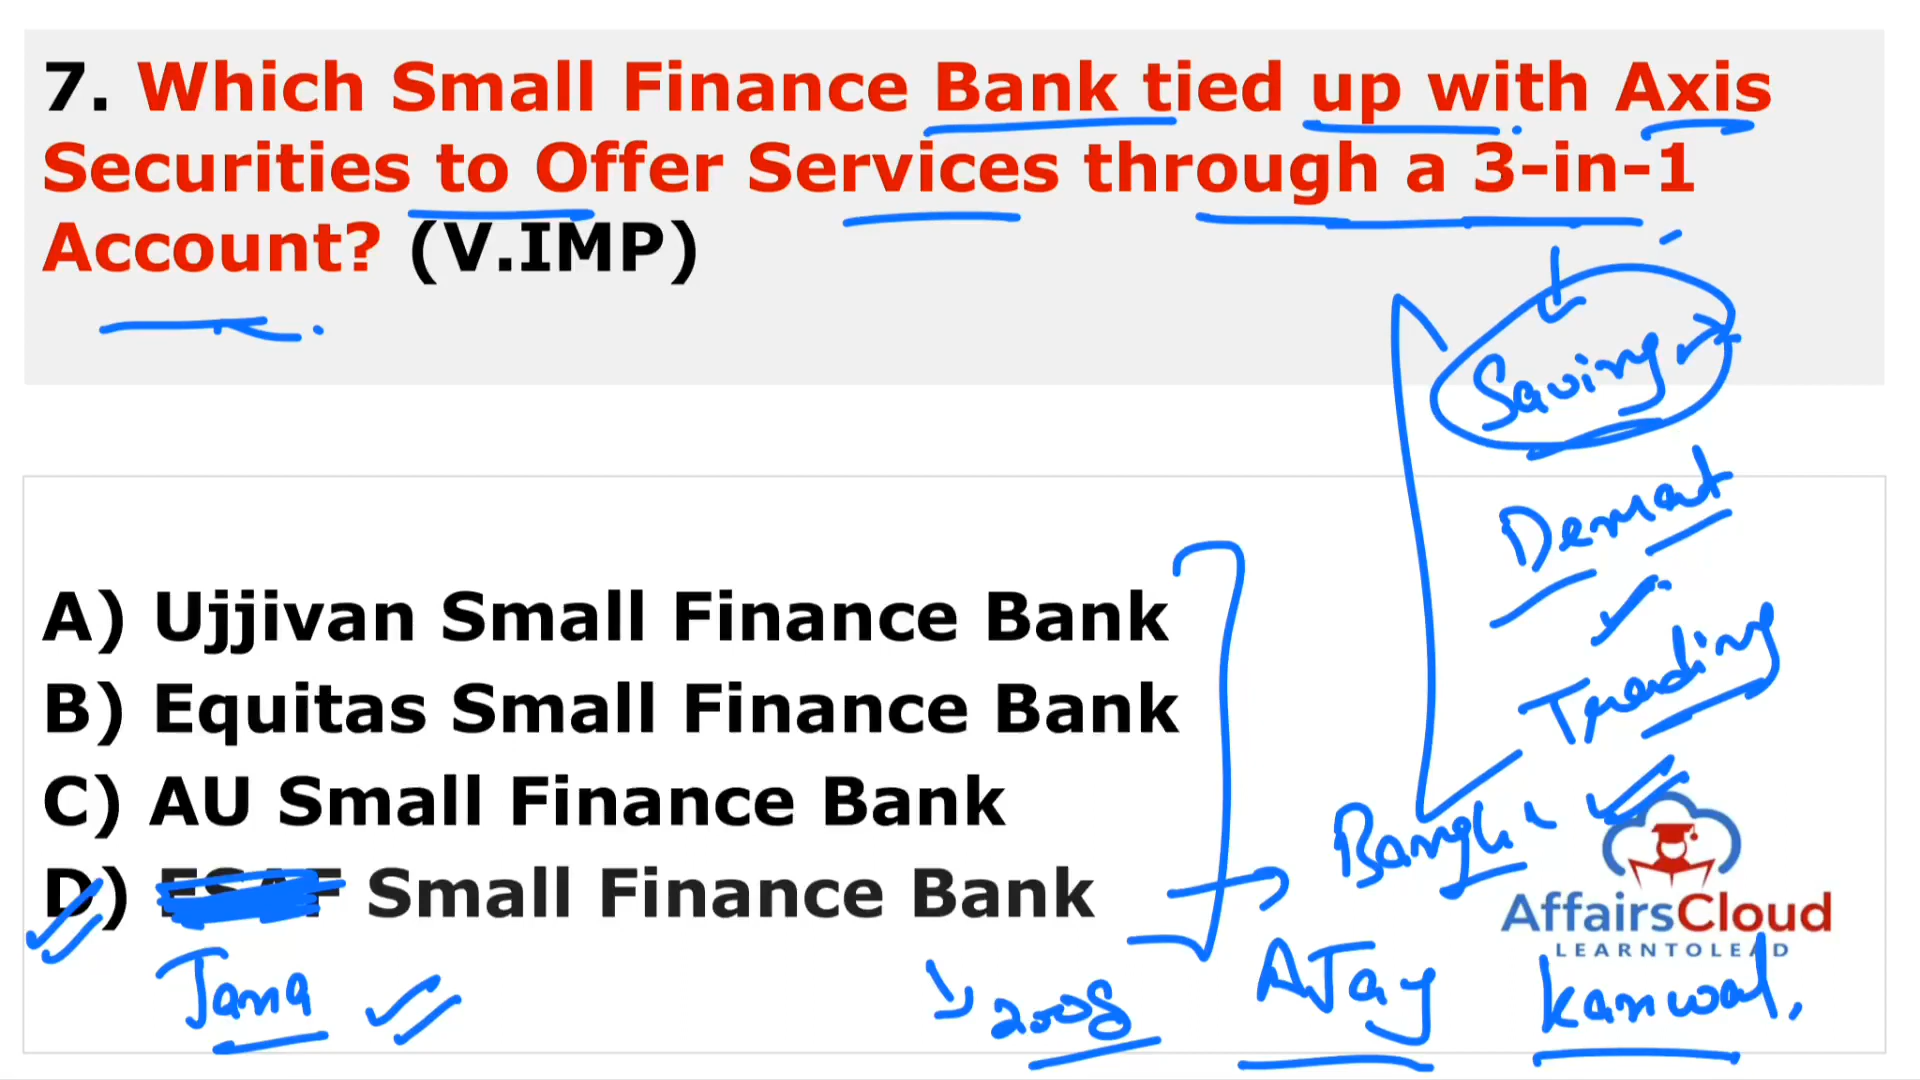 7. Which Small Finance Bank tied up with Axis
Securities to Offer Services through a 3-in-1
Account? (V.IMP)
Saving
Demat
Trading
A) Ujjivan Small Finance Bank
B) Equitas Small Finance Bank
C) AU Small Finance Bank
D) ESAF Small Finance Bank
Jana
2008
AJay
Kanwal.
AffairsCloud
LEARNTOLEAD